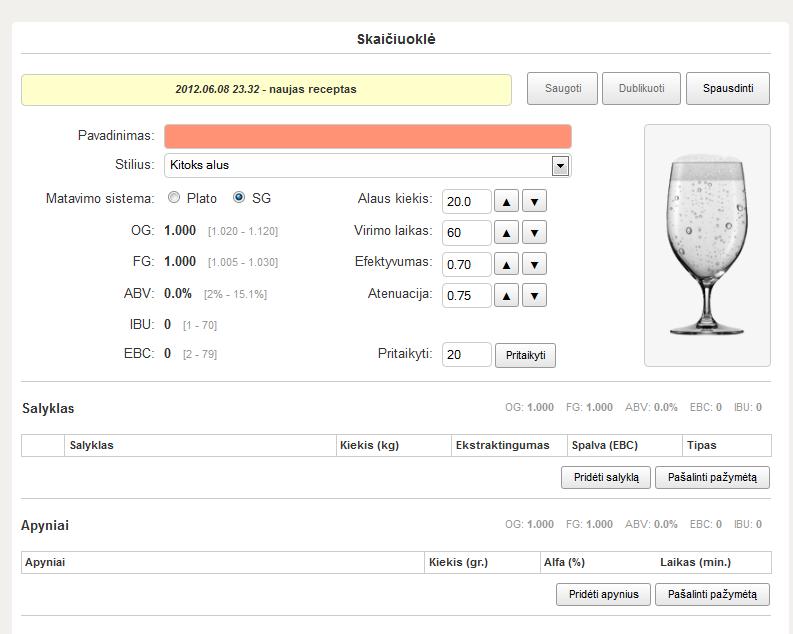 Skaičiuoklė
2012.06.08 23.32 - naujas receptas
Saugoti Dublikuoti Spausdinti
Pavadinimas:
Stilius: Kitoks alus
Matavimo sistema: Plato SG Alaus kiekis: 20.0 ▲ ▼
OG: 1.000 [1.020 - 1.120] Virimo laikas: 60 ▲ ▼
FG: 1.000 [1.005 - 1.030] Efektyvumas: 0.70 ▲ ▼
ABV: 0.0% [2% - 15.1%] Atenuacija: 0.75 ▲ ▼
IBU: 0 [1 - 70]
EBC: 0 [2 - 79] Pritaikyti: 20 Pritaikyti
Salyklas OG: 1.000 FG: 1.000 ABV: 0.0% EBC: 0 IBU: 0
Salyklas Kiekis (kg) Ekstraktingumas Spalva (EBC) Tipas
Pridėti salyklą Pašalinti pažymėtą
Apyniai OG: 1.000 FG: 1.000 ABV: 0.0% EBC: 0 IBU: 0
Apyniai Kiekis (gr.) Alfa (%) Laikas (min.)
Pridėti apynius Pašalinti pažymėtą